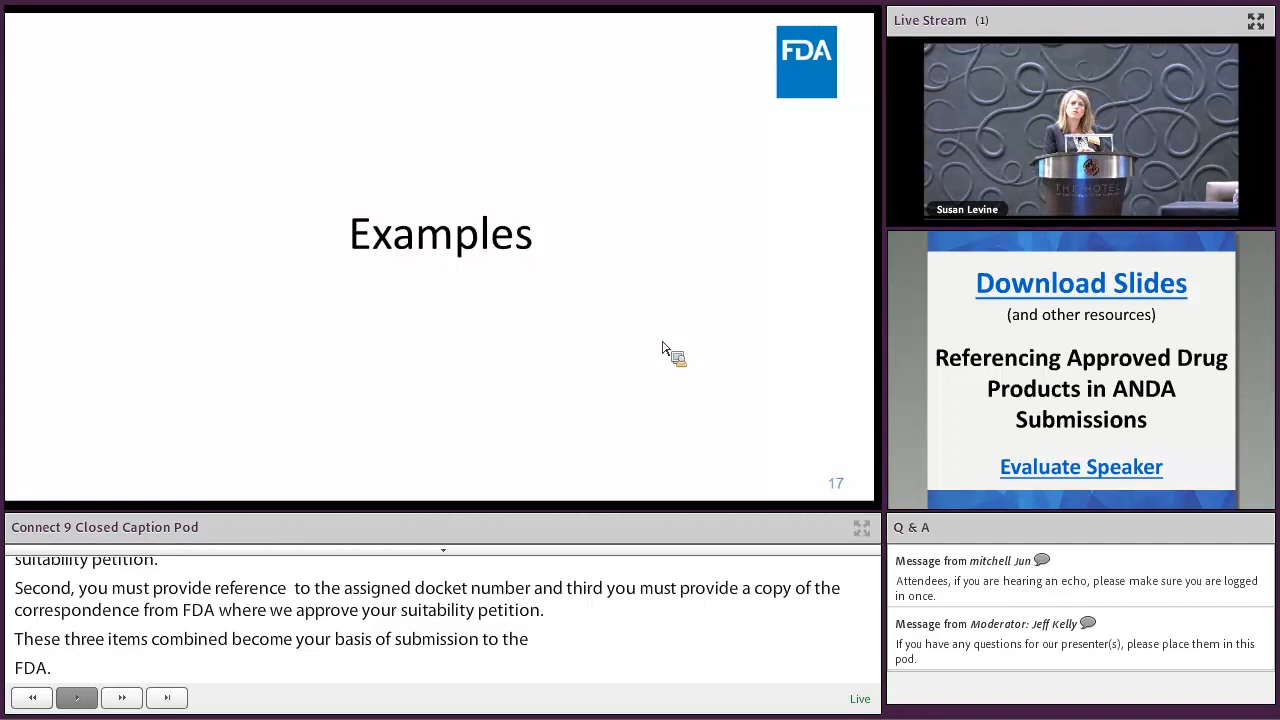 FDA
Examples
17
Live Stream (1)
THE HOTEL
Susan Levine
Download Slides
(and other resources)
Referencing Approved Drug
Products in ANDA
Submissions
Evaluate Speaker
Connect 9 Closed Caption Pod
suitability petition.
Second, you must provide reference to the assigned docket number and third you must provide a copy of the
correspondence from FDA where we approve your suitability petition.
These three items combined become your basis of submission to the
FDA.
Live
Q & A
Message from mitchell Jun
Attendees, if you are hearing an echo, please make sure you are logged
in once.
Message from Moderator: Jeff Kelly
If you have any questions for our presenter(s), please place them in this
pod.